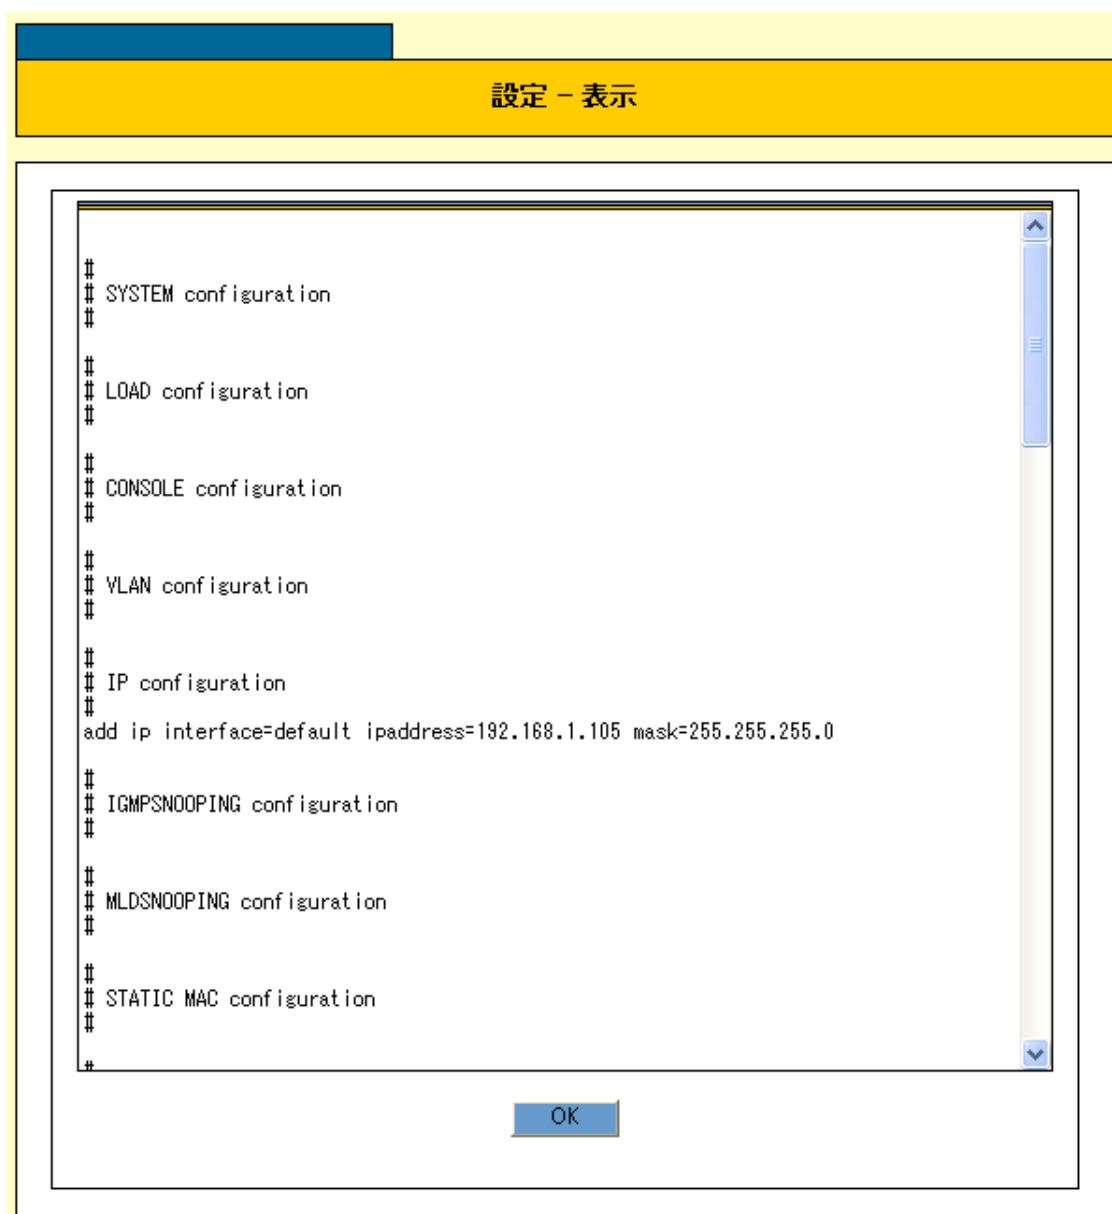 設定 － 表示
#
# SYSTEM configuration
#
#
# LOAD configuration
#
#
# CONSOLE configuration
#
#
# VLAN configuration
#
#
# IP configuration
#
add ip interface=default ipaddress=192.168.1.105 mask=255.255.255.0
#
# IGMPSNOOPING configuration
#
#
# MLDSNOOPING configuration
#
#
# STATIC MAC configuration
#
#
OK